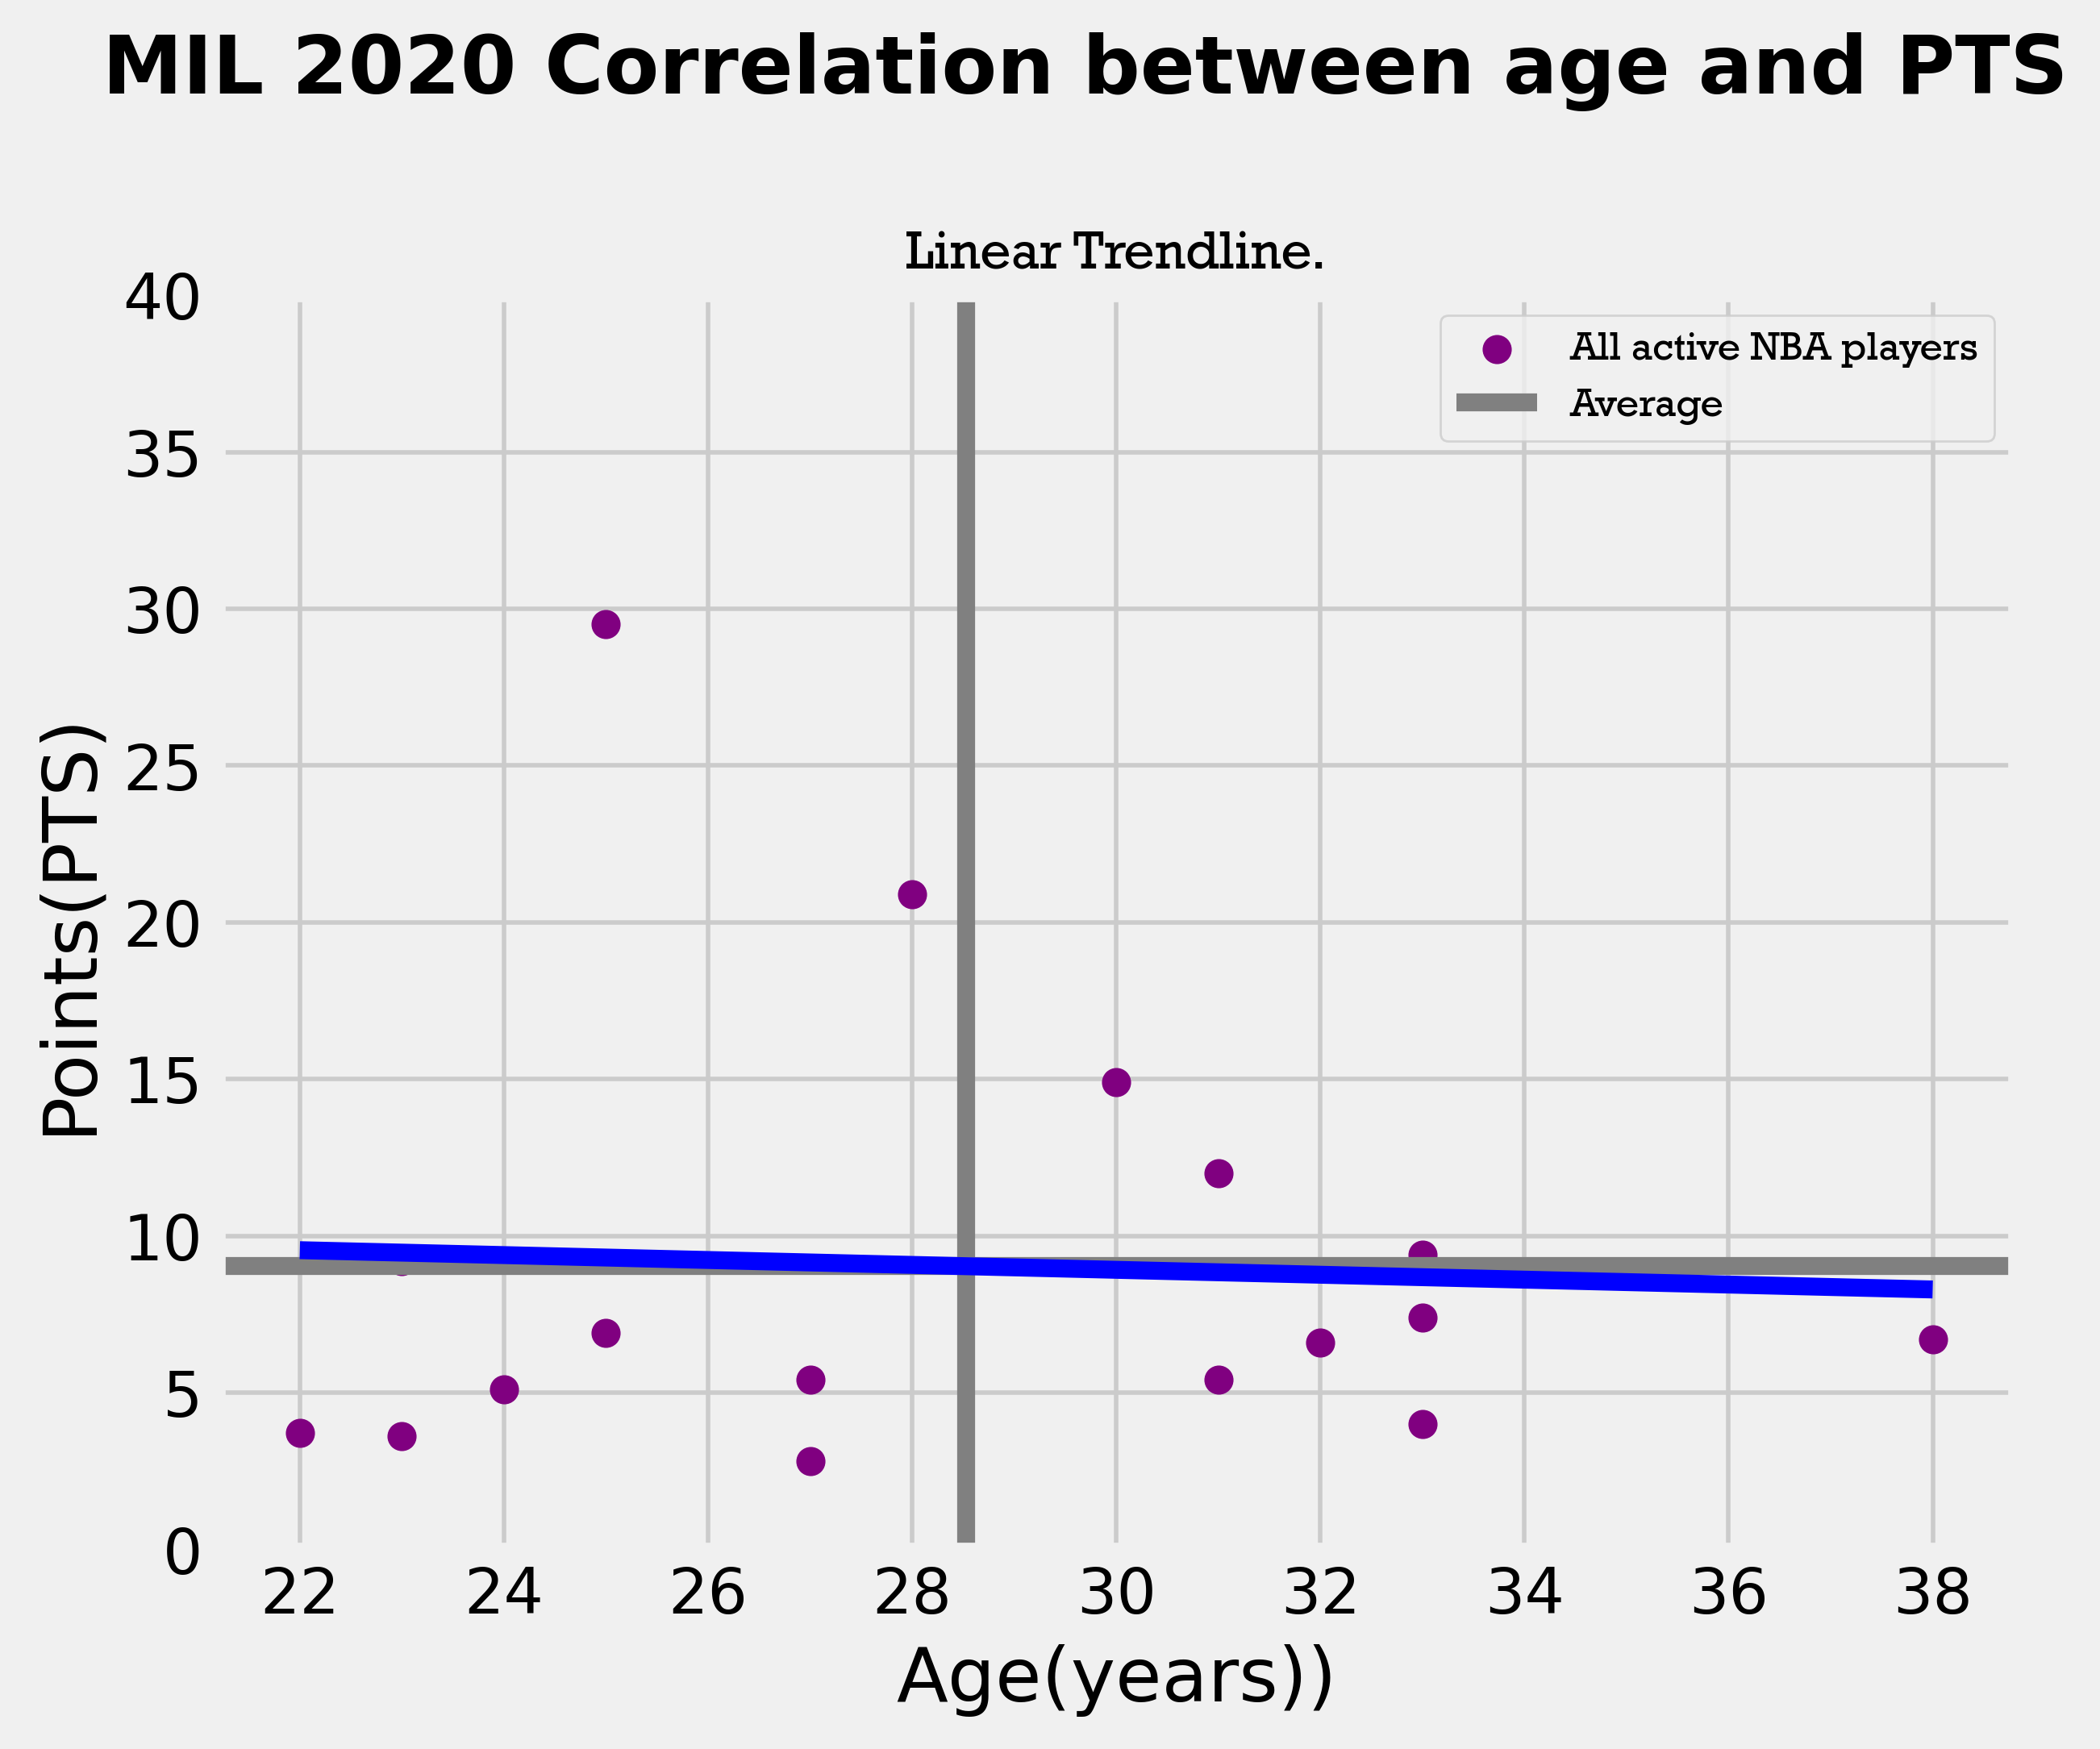 MIL 2020 Correlation between age and PTS
Linear Trendline.
All active NBA players
Average
Points(PTS)
40
35
30
25
20
15
10
5
0
22 24 26 28 30 32 34 36 38
Age(years))